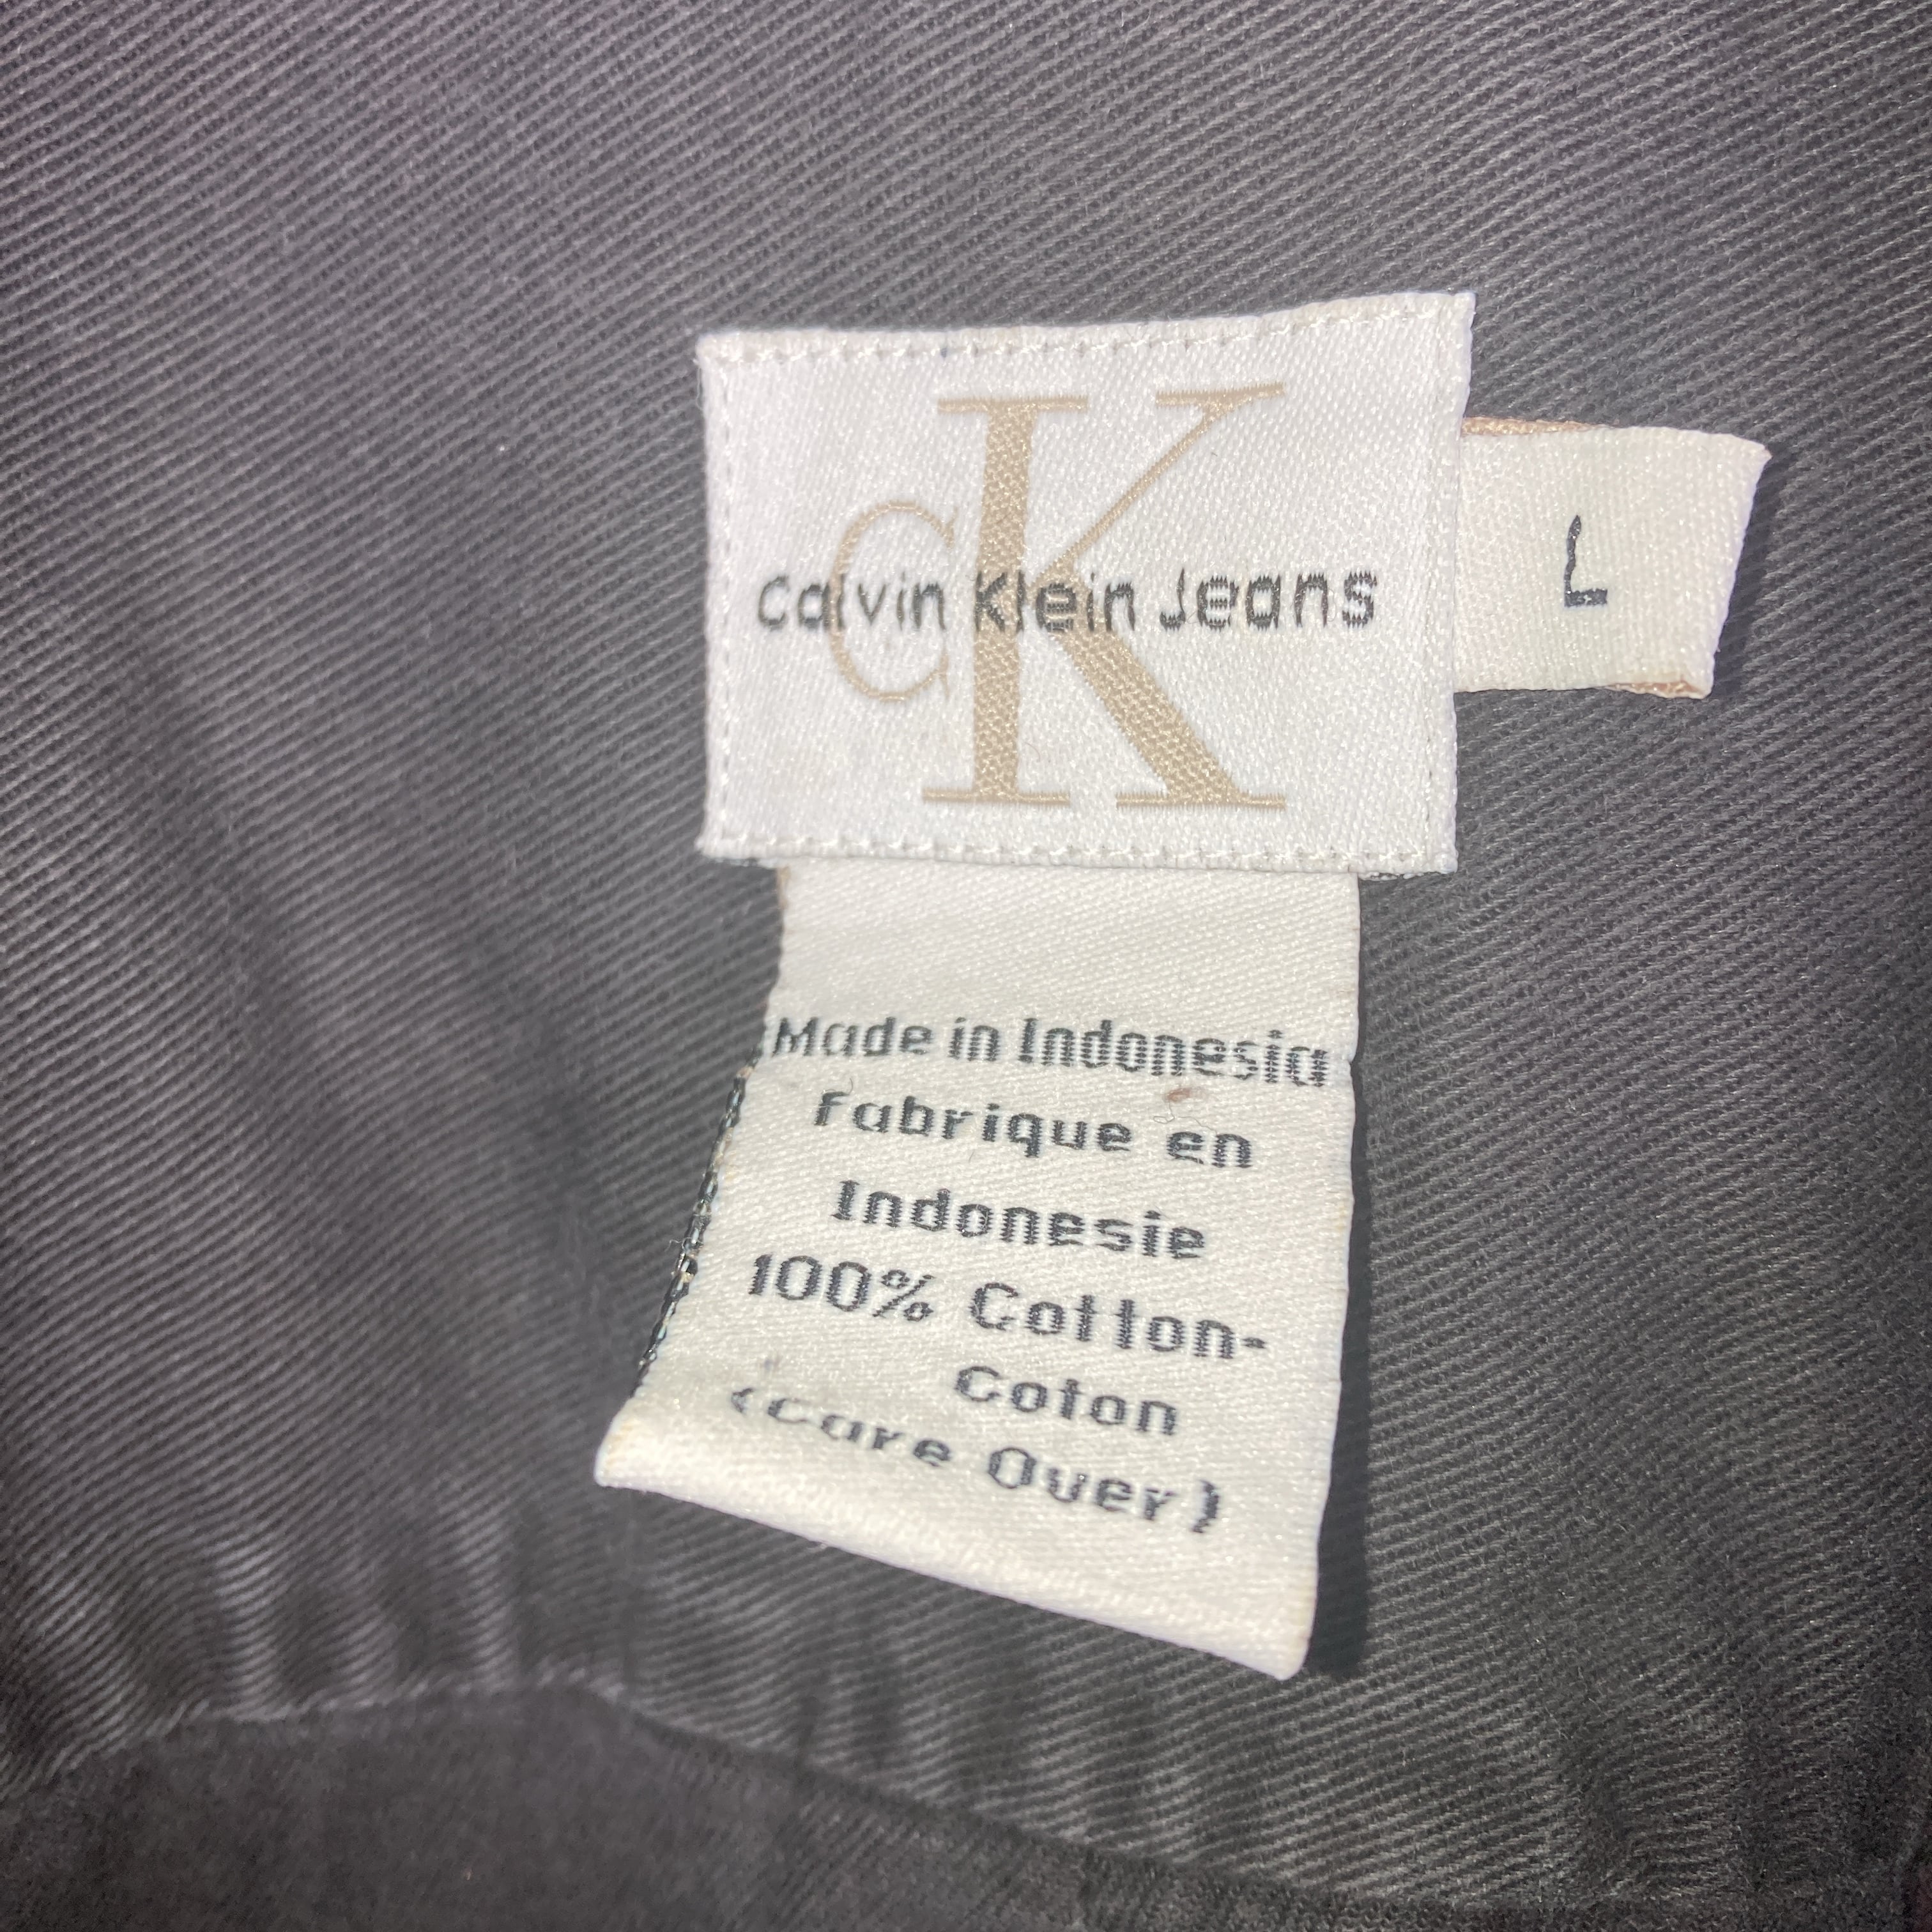 CK
Calvin Klein Jeans
L
Made in Indonesia
Fabrique en
Indonesie
100% Cotton-
Coton
(Care Over)